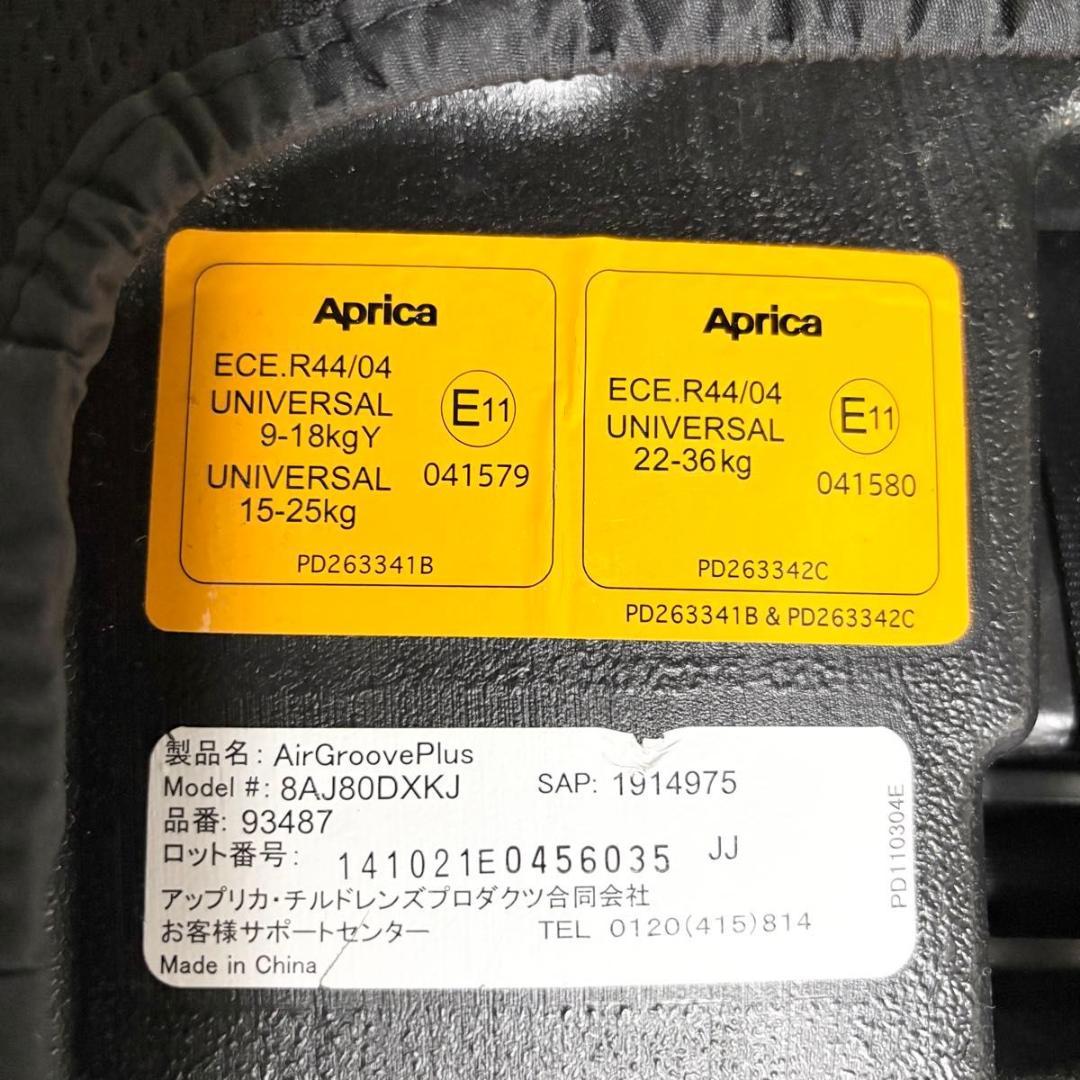 Aprica
ECE.R44/04
UNIVERSAL
9-18kgY
UNIVERSAL
15-25kg
E11
041579
PD263341B
Aprica
ECE.R44/04
UNIVERSAL
22-36kg
E11
041580
PD263342C
PD263341B & PD263342C
製品名: AirGroovePlus
Model #: 8AJ80DXKJ SAP: 1914975
品番: 93487
ロット番号: 141021E0456035 JJ
アップリカ・チルドレンズプロダクツ合同会社
お客様サポートセンター TEL 0120(415)814
Made in China
PD110304E